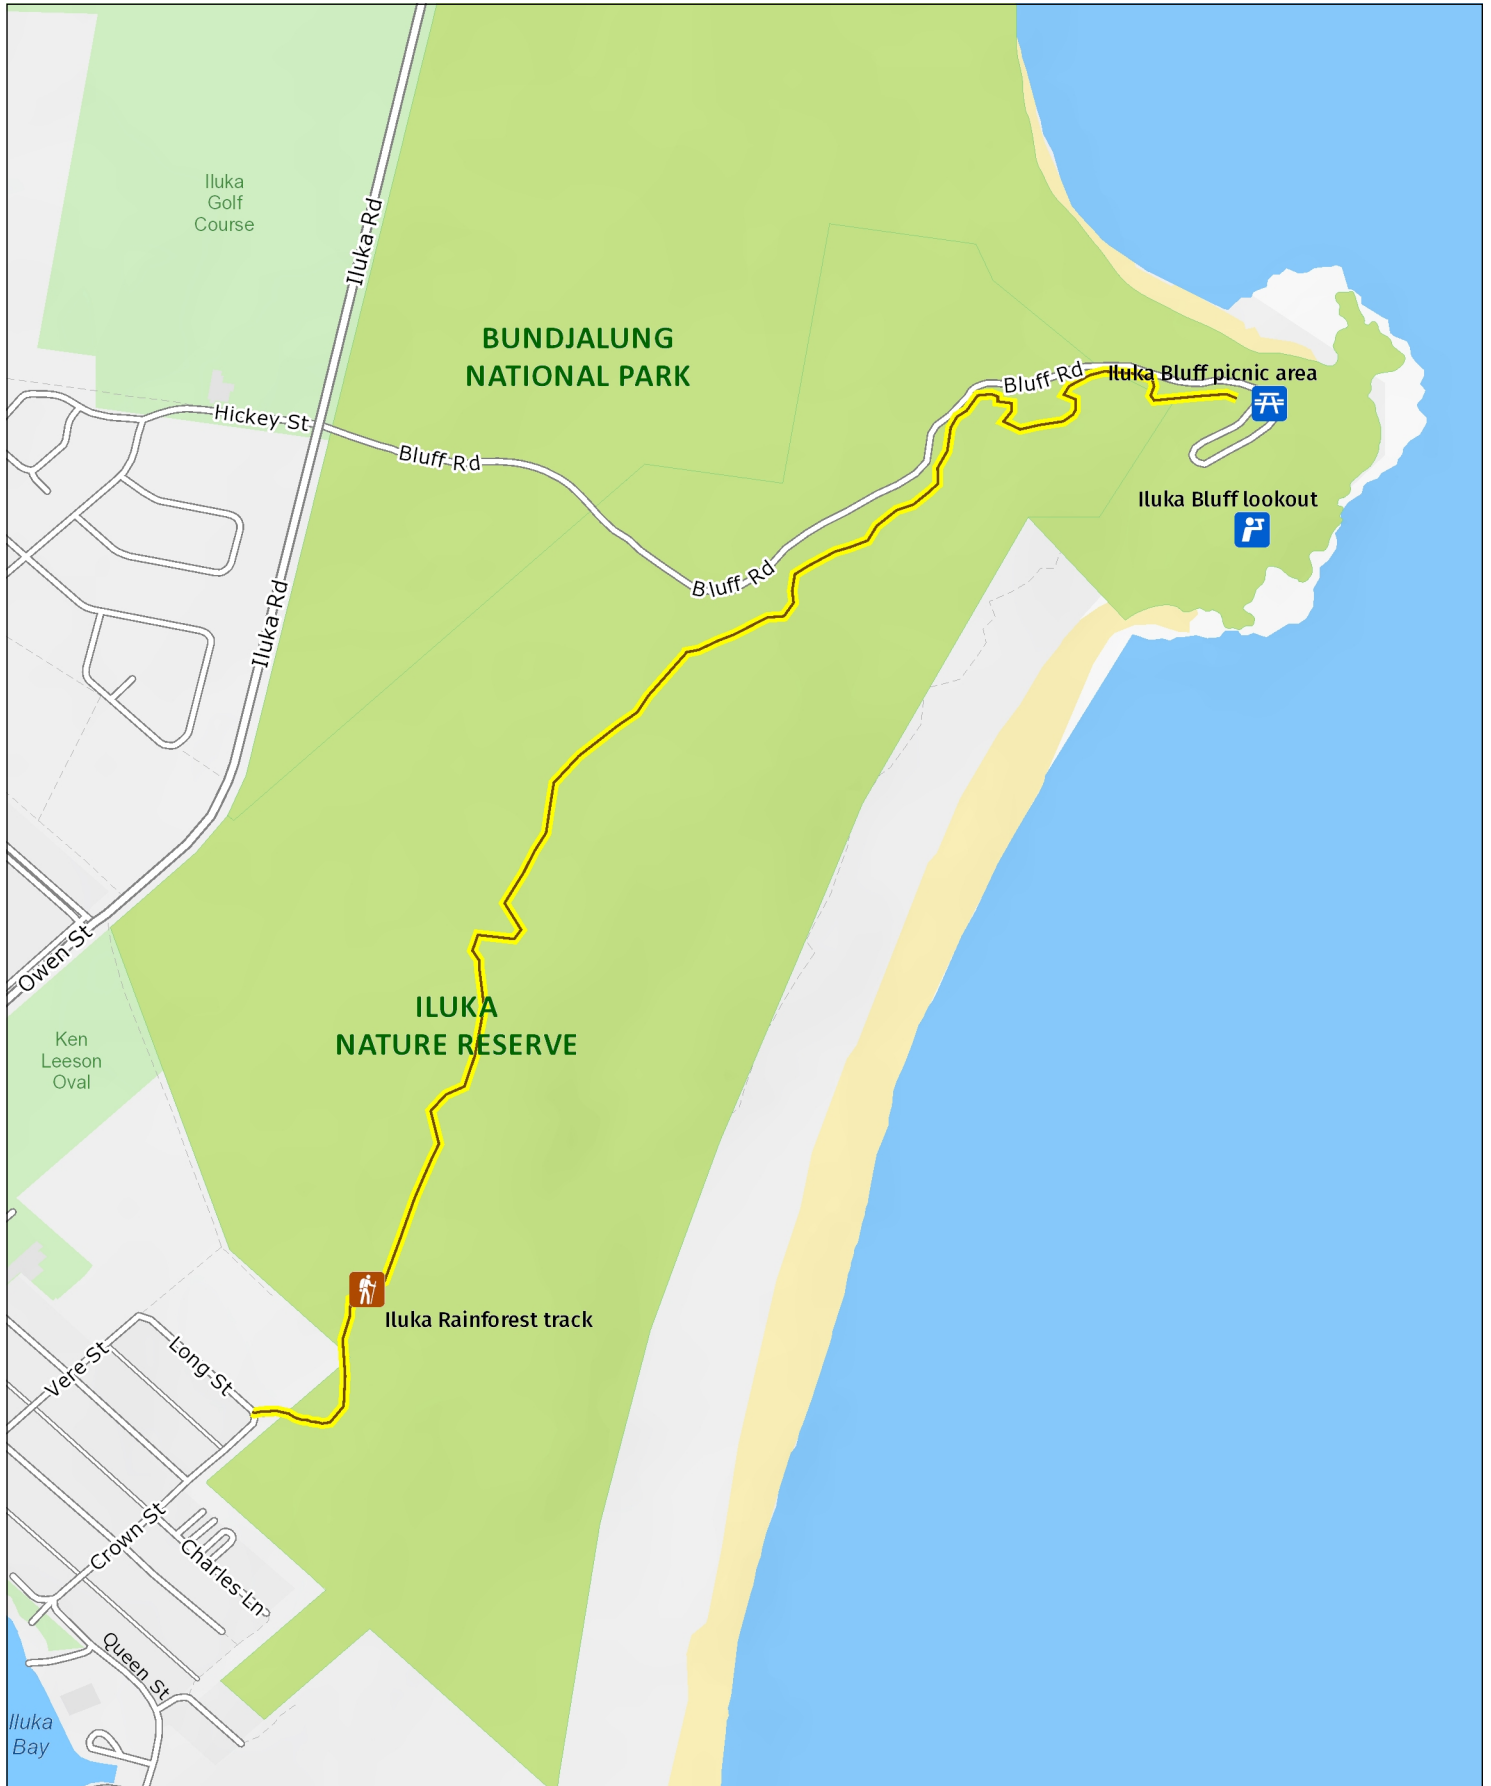 Iluka
Golf
Course
Iluka Rd
BUNDJALUNG
NATIONAL PARK
Bluff Rd
Iluka Bluff picnic area
Hickey St
Bluff Rd
Iluka Bluff lookout
Bluff Rd
Iluka Rd
Owen St
ILUKA
NATURE RESERVE
Ken
Leeson
Oval
Iluka Rainforest track
Long St
Vere St
Crown St
Charles Ln
Queen St
Iluka
Bay